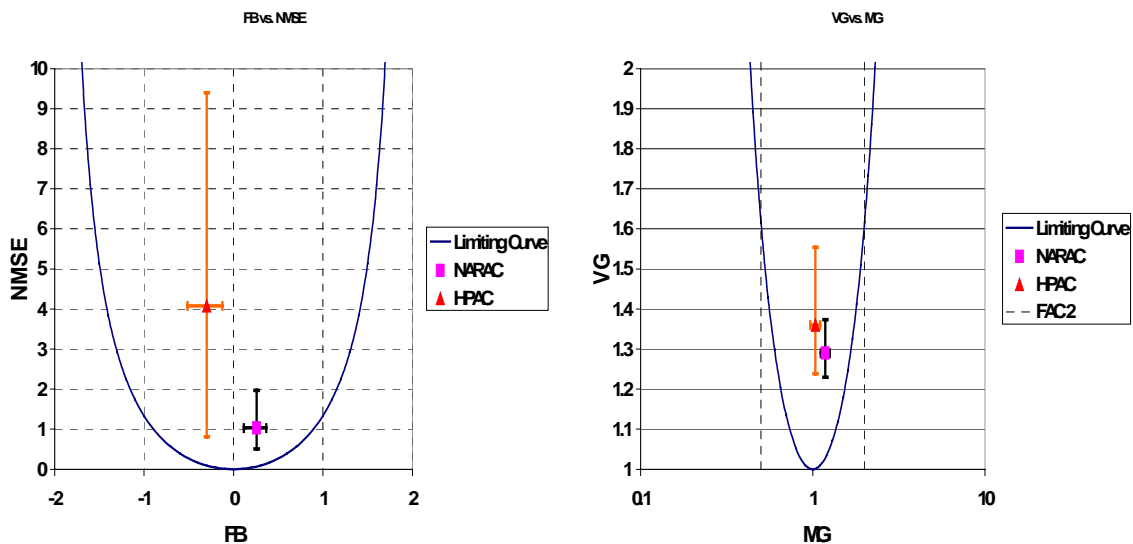 FB vs. NMSE
NMSE
10
9
8
7
6
5
4
3
2
1
0
-2
-1
0
1
2
FB
Limiting Curve
NARAC
HPAC
VG vs. MG
VG
2
1.9
1.8
1.7
1.6
1.5
1.4
1.3
1.2
1.1
1
0.1
1
10
MG
Limiting Curve
NARAC
HPAC
FAC2